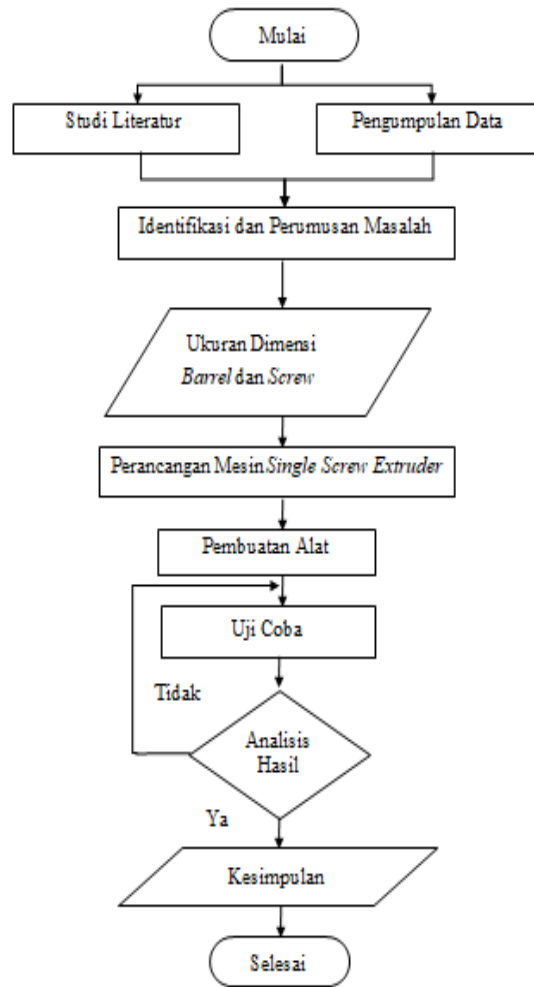 Mulai
Studi Literatur
Pengumpulan Data
Identifikasi dan Perumusan Masalah
Ukuran Dimensi
Barrel dan Screw
Perancangan Mesin Single Screw Extruder
Pembuatan Alat
Uji Coba
Tidak
Analisis
Hasil
Ya
Kesimpulan
Selesai